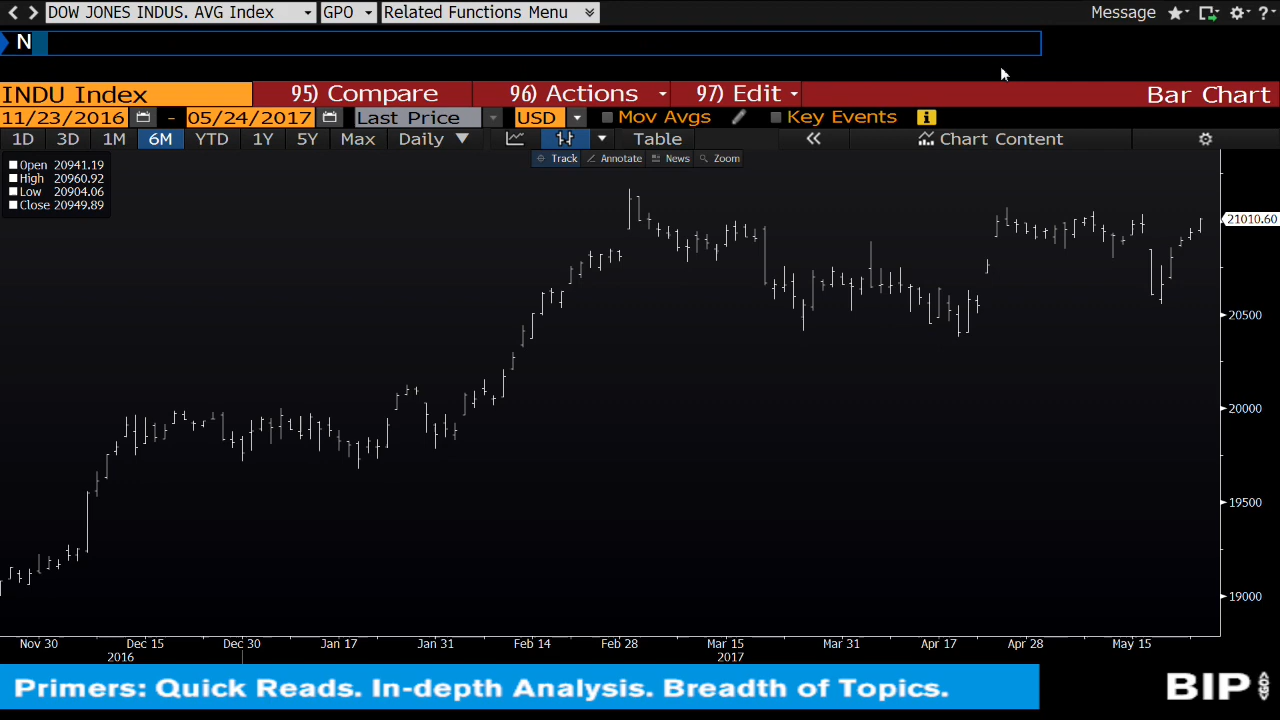 DOW JONES INDUS. AVG Index GPO Related Functions Menu Message ?
N
INDU Index 95) Compare 96) Actions 97) Edit Bar Chart
11/23/2016 - 05/24/2017 Last Price USD Mov Avgs Key Events
1D 3D 1M 6M YTD 1Y 5Y Max Daily Table Chart Content
Track Annotate News Zoom
Open 20941.19
High 20960.92
Low 20904.06
Close 20949.89
21010.60
20500
20000
19500
19000
Nov 30 Dec 15 Dec 30 Jan 17 Jan 31 Feb 14 Feb 28 Mar 15 Mar 31 Apr 17 Apr 28 May 15
2016 2017
Primers: Quick Reads. In-depth Analysis. Breadth of Topics.
BIP GO